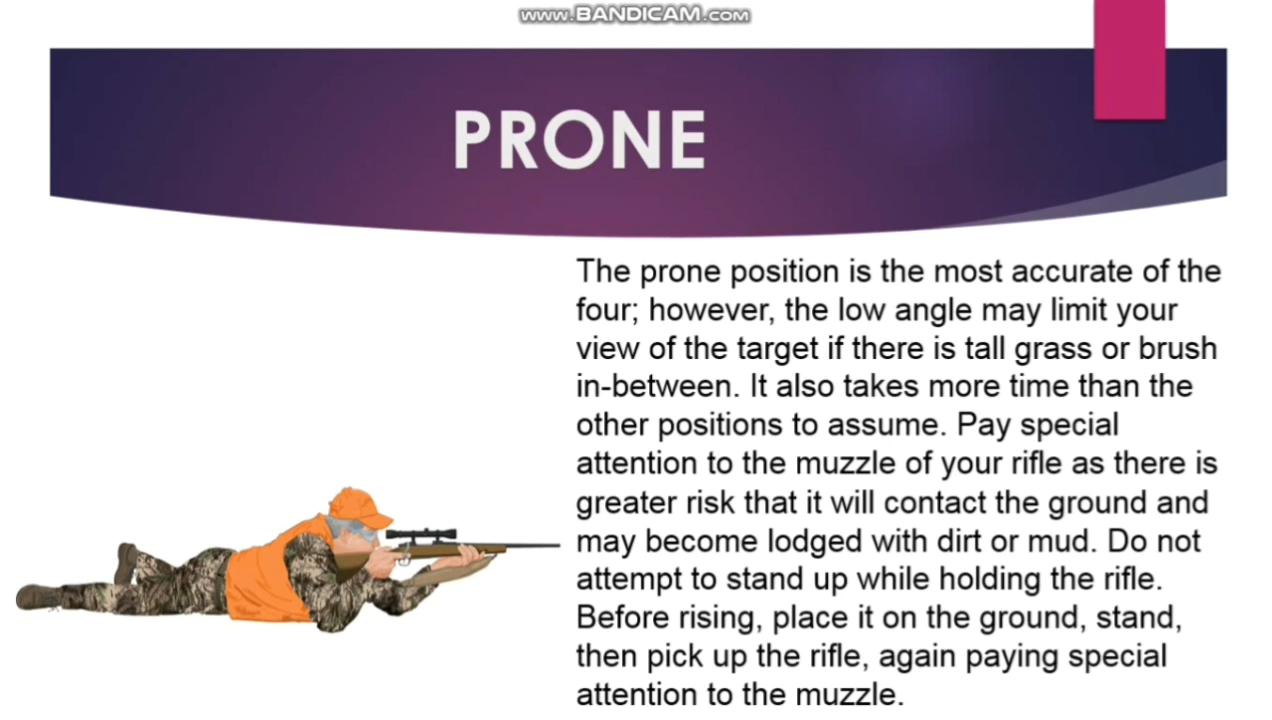 www.BANDICAM.com
PRONE
The prone position is the most accurate of the
four; however, the low angle may limit your
view of the target if there is tall grass or brush
in-between. It also takes more time than the
other positions to assume. Pay special
attention to the muzzle of your rifle as there is
greater risk that it will contact the ground and
may become lodged with dirt or mud. Do not
attempt to stand up while holding the rifle.
Before rising, place it on the ground, stand,
then pick up the rifle, again paying special
attention to the muzzle.